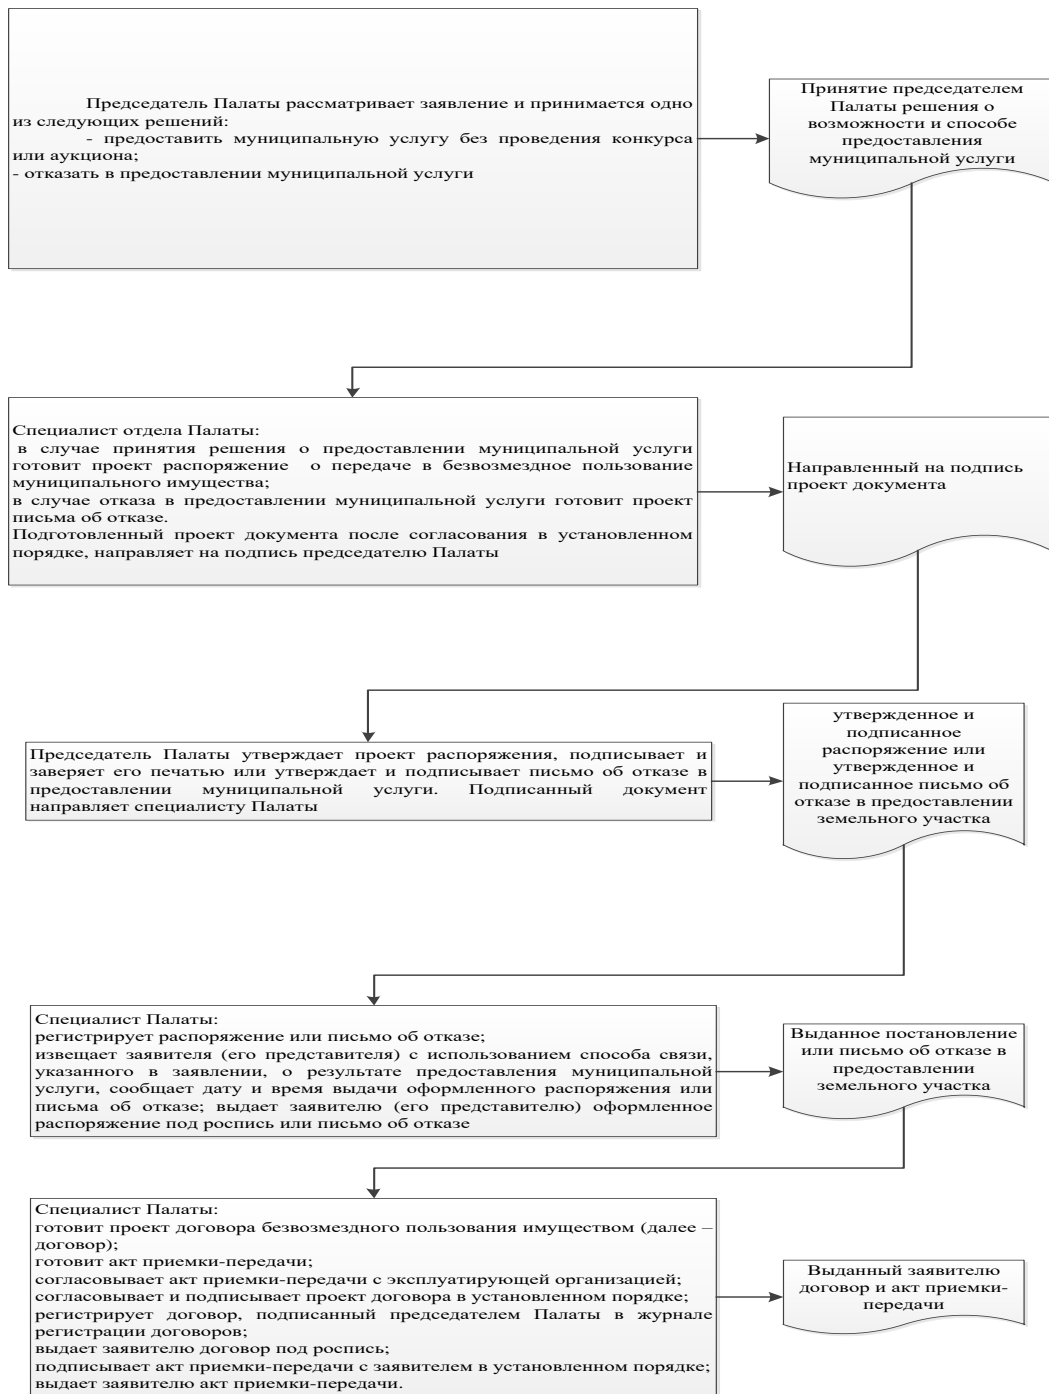 Председатель Палаты рассматривает заявление и принимается одно
из следующих решений:
- предоставить муниципальную услугу без проведения конкурса
или аукциона;
- отказать в предоставлении муниципальной услуги
Принятие председателем
Палаты решения о
возможности и способе
предоставления
муниципальной услуги
Специалист отдела Палаты:
в случае принятия решения о предоставлении муниципальной услуги
готовит проект распоряжение о передаче в безвозмездное пользование
муниципального имущества;
в случае отказа в предоставлении муниципальной услуги готовит проект
письма об отказе.
Подготовленный проект документа после согласования в установленном
порядке, направляет на подпись председателю Палаты
Направленный на подпись
проект документа
Председатель Палаты утверждает проект распоряжения, подписывает и
заверяет его печатью или утверждает и подписывает письмо об отказе в
предоставлении муниципальной услуги. Подписанный документ
направляет специалисту Палаты
утвержденное и
подписанное
распоряжение или
утвержденное и
подписанное письмо об
отказе в предоставлении
земельного участка
Специалист Палаты:
регистрирует распоряжение или письмо об отказе;
извещает заявителя (его представителя) с использованием способа связи,
указанного в заявлении, о результате предоставления муниципальной
услуги, сообщает дату и время выдачи оформленного распоряжения или
письма об отказе; выдает заявителю (его представителю) оформленное
распоряжение под роспись или письмо об отказе
Выданное постановление
или письмо об отказе в
предоставлении
земельного участка
Специалист Палаты:
готовит проект договора безвозмездного пользования имуществом (далее –
договор);
готовит акт приемки-передачи;
согласовывает акт приемки-передачи с эксплуатирующей организацией;
согласовывает и подписывает проект договора в установленном порядке;
регистрирует договор, подписанный председателем Палаты в журнале
регистрации договоров;
выдает заявителю договор под роспись;
подписывает акт приемки-передачи с заявителем в установленном порядке;
выдает заявителю акт приемки-передачи.
Выданный заявителю
договор и акт приемки-
передачи